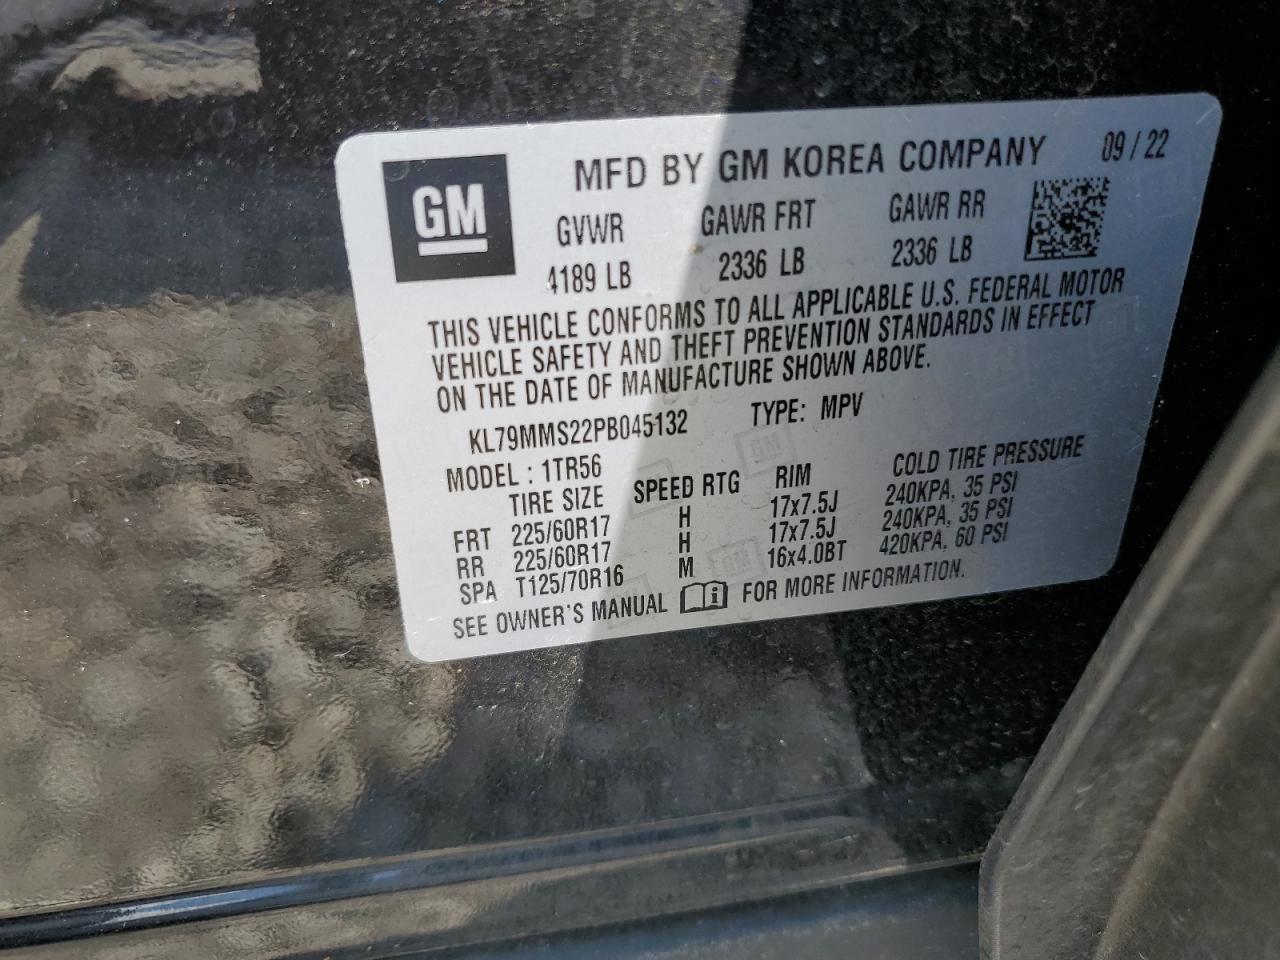 GM MFD BY GM KOREA COMPANY 09/22
GVWR GAWR FRT GAWR RR
4189 LB 2336 LB 2336 LB
THIS VEHICLE CONFORMS TO ALL APPLICABLE U.S. FEDERAL MOTOR
VEHICLE SAFETY AND THEFT PREVENTION STANDARDS IN EFFECT
ON THE DATE OF MANUFACTURE SHOWN ABOVE.
KL79MMS22PB045132 TYPE: MPV
MODEL : 1TR56
TIRE SIZE SPEED RTG RIM COLD TIRE PRESSURE
FRT 225/60R17 H 17x7.5J 240KPA, 35 PSI
RR 225/60R17 H 17x7.5J 240KPA, 35 PSI
SPA T125/70R16 M 16x4.0BT 420KPA, 60 PSI
SEE OWNER'S MANUAL FOR MORE INFORMATION.